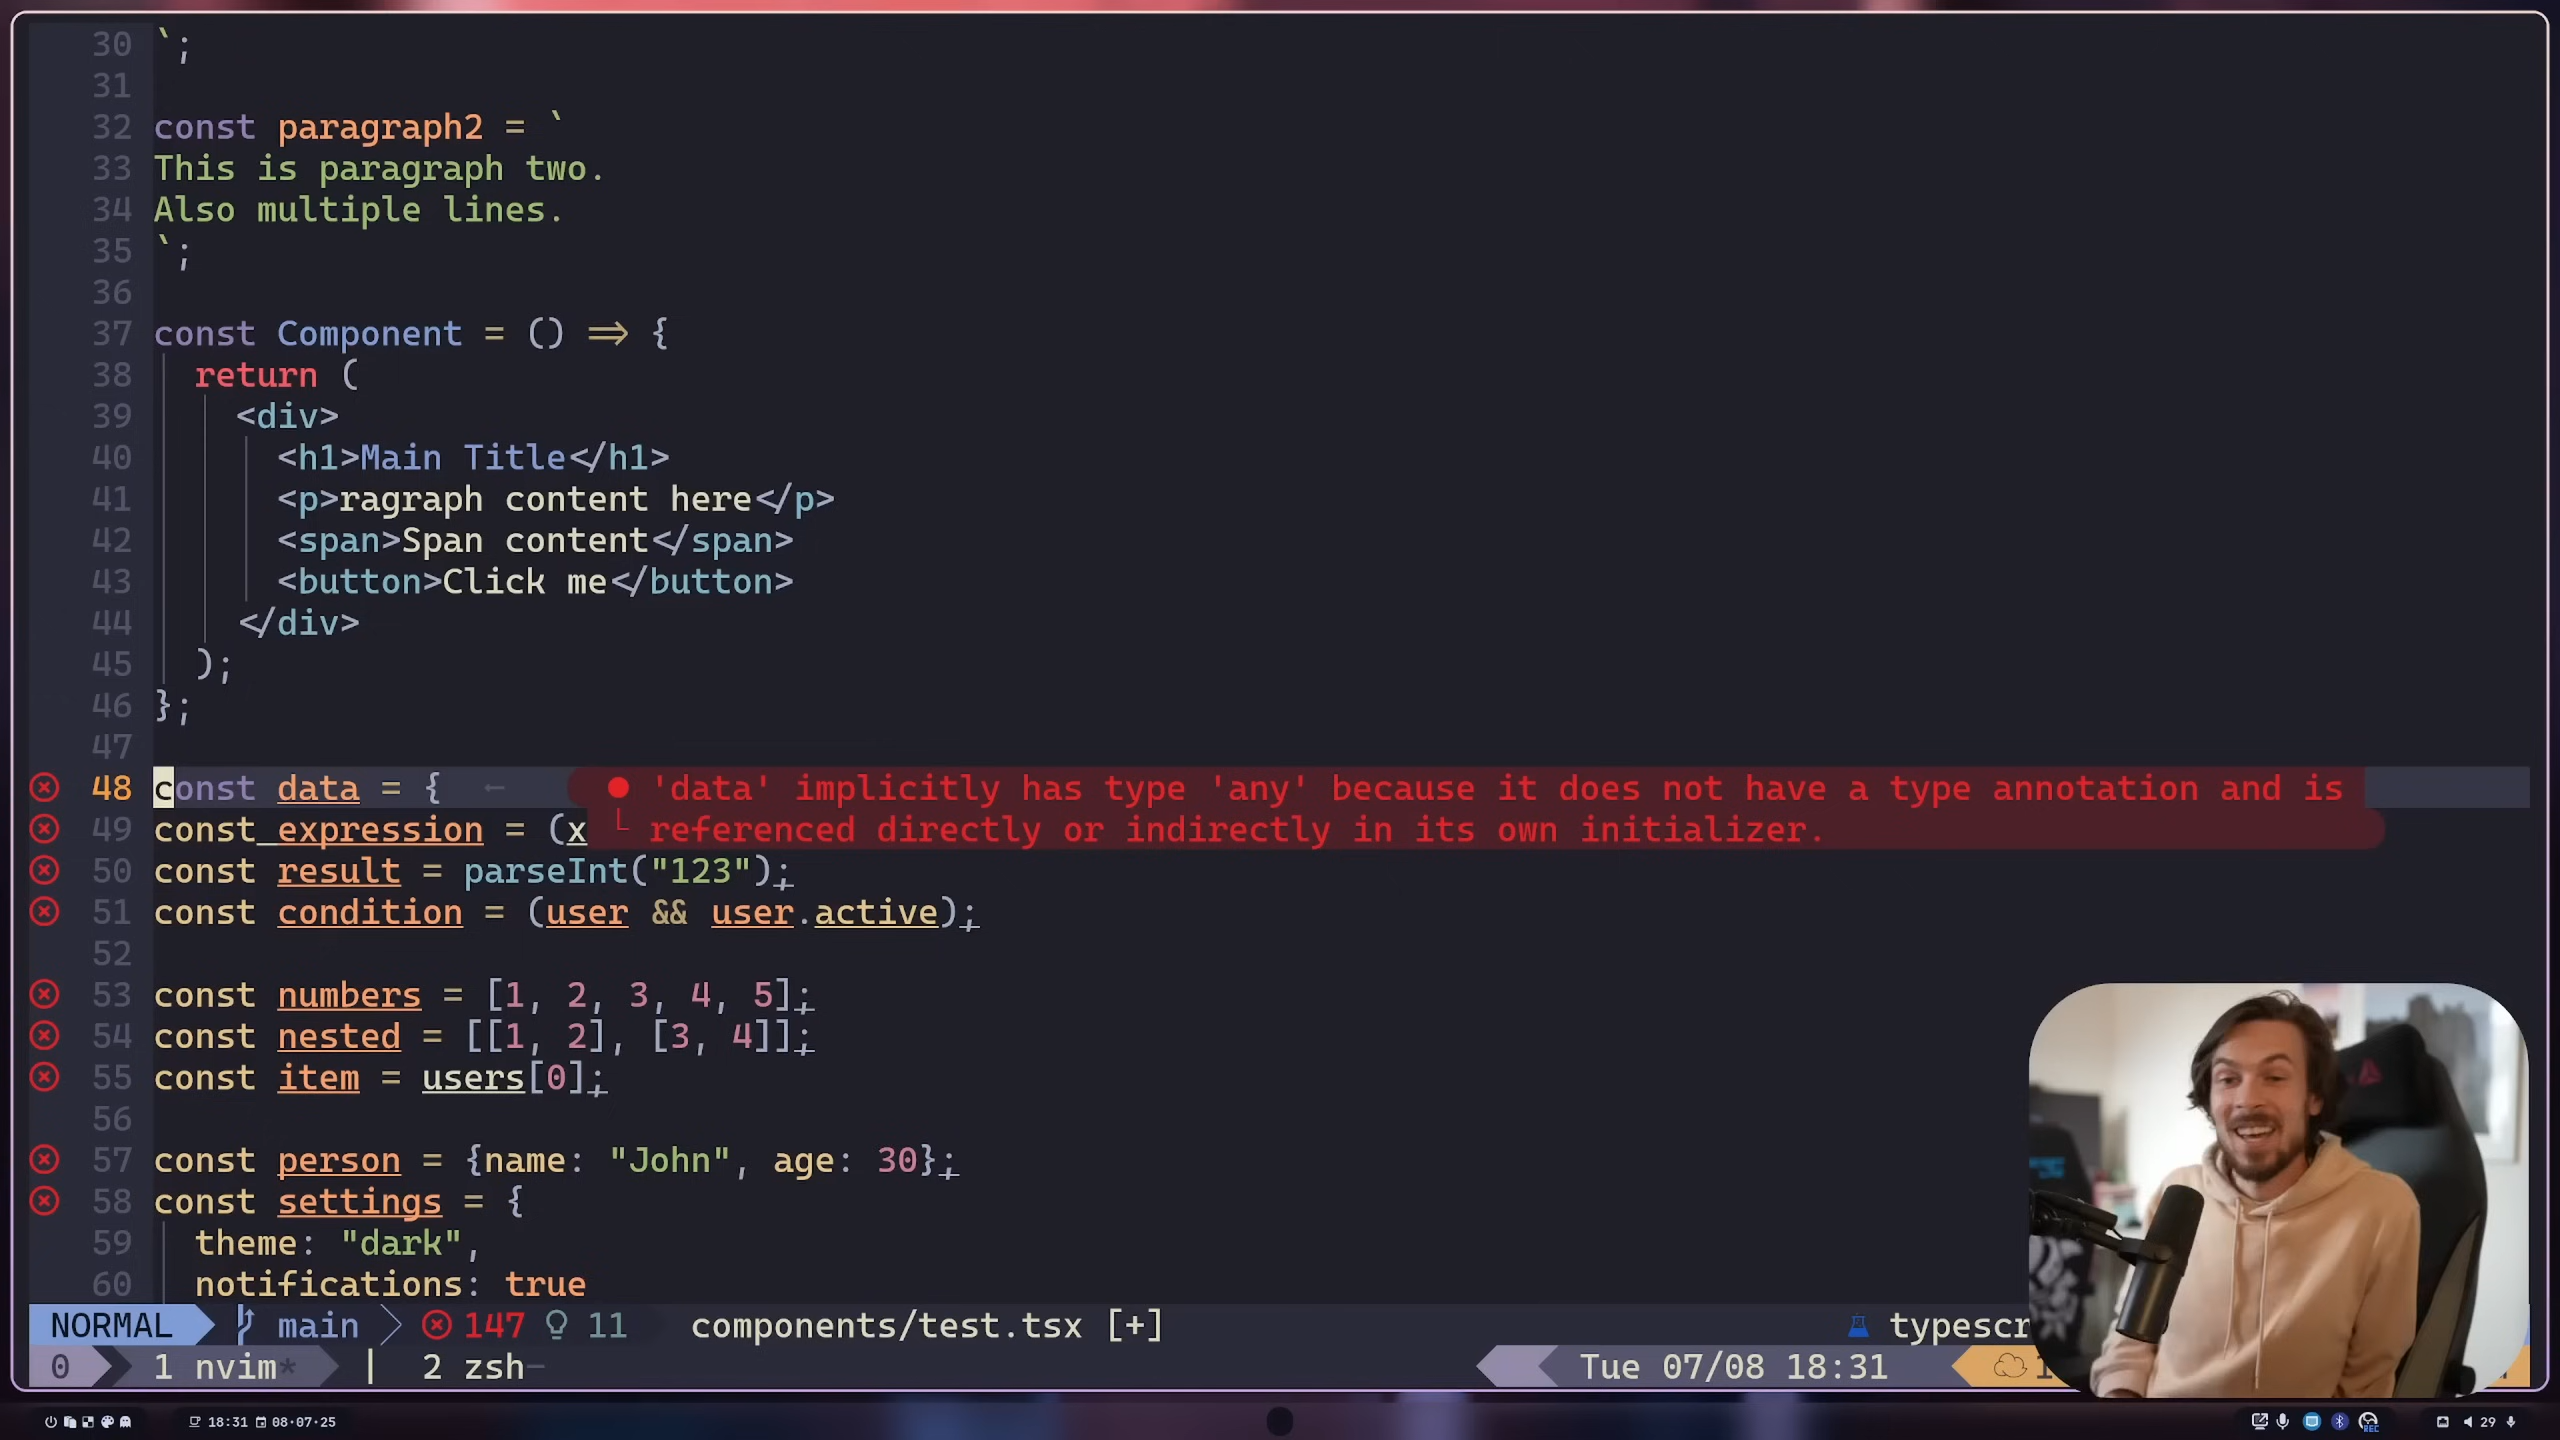 30 `;
31
32 const paragraph2 = `
33 This is paragraph two.
34 Also multiple lines.
35 `;
36
37 const Component = () => {
38 return (
39 <div>
40 <h1>Main Title</h1>
41 <p>ragraph content here</p>
42 <span>Span content</span>
43 <button>Click me</button>
44 </div>
45 );
46 };
47
48 const data = { ← ● 'data' implicitly has type 'any' because it does not have a type annotation and is
49 const expression = (x └ referenced directly or indirectly in its own initializer.
50 const result = parseInt("123");
51 const condition = (user && user.active);
52
53 const numbers = [1, 2, 3, 4, 5];
54 const nested = [[1, 2], [3, 4]];
55 const item = users[0];
56
57 const person = {name: "John", age: 30};
58 const settings = {
59 theme: "dark",
60 notifications: true
NORMAL main 147 11 components/test.tsx [+] typescr
0 1 nvim* | 2 zsh- Tue 07/08 18:31
18:31 08·07·25 REC 29